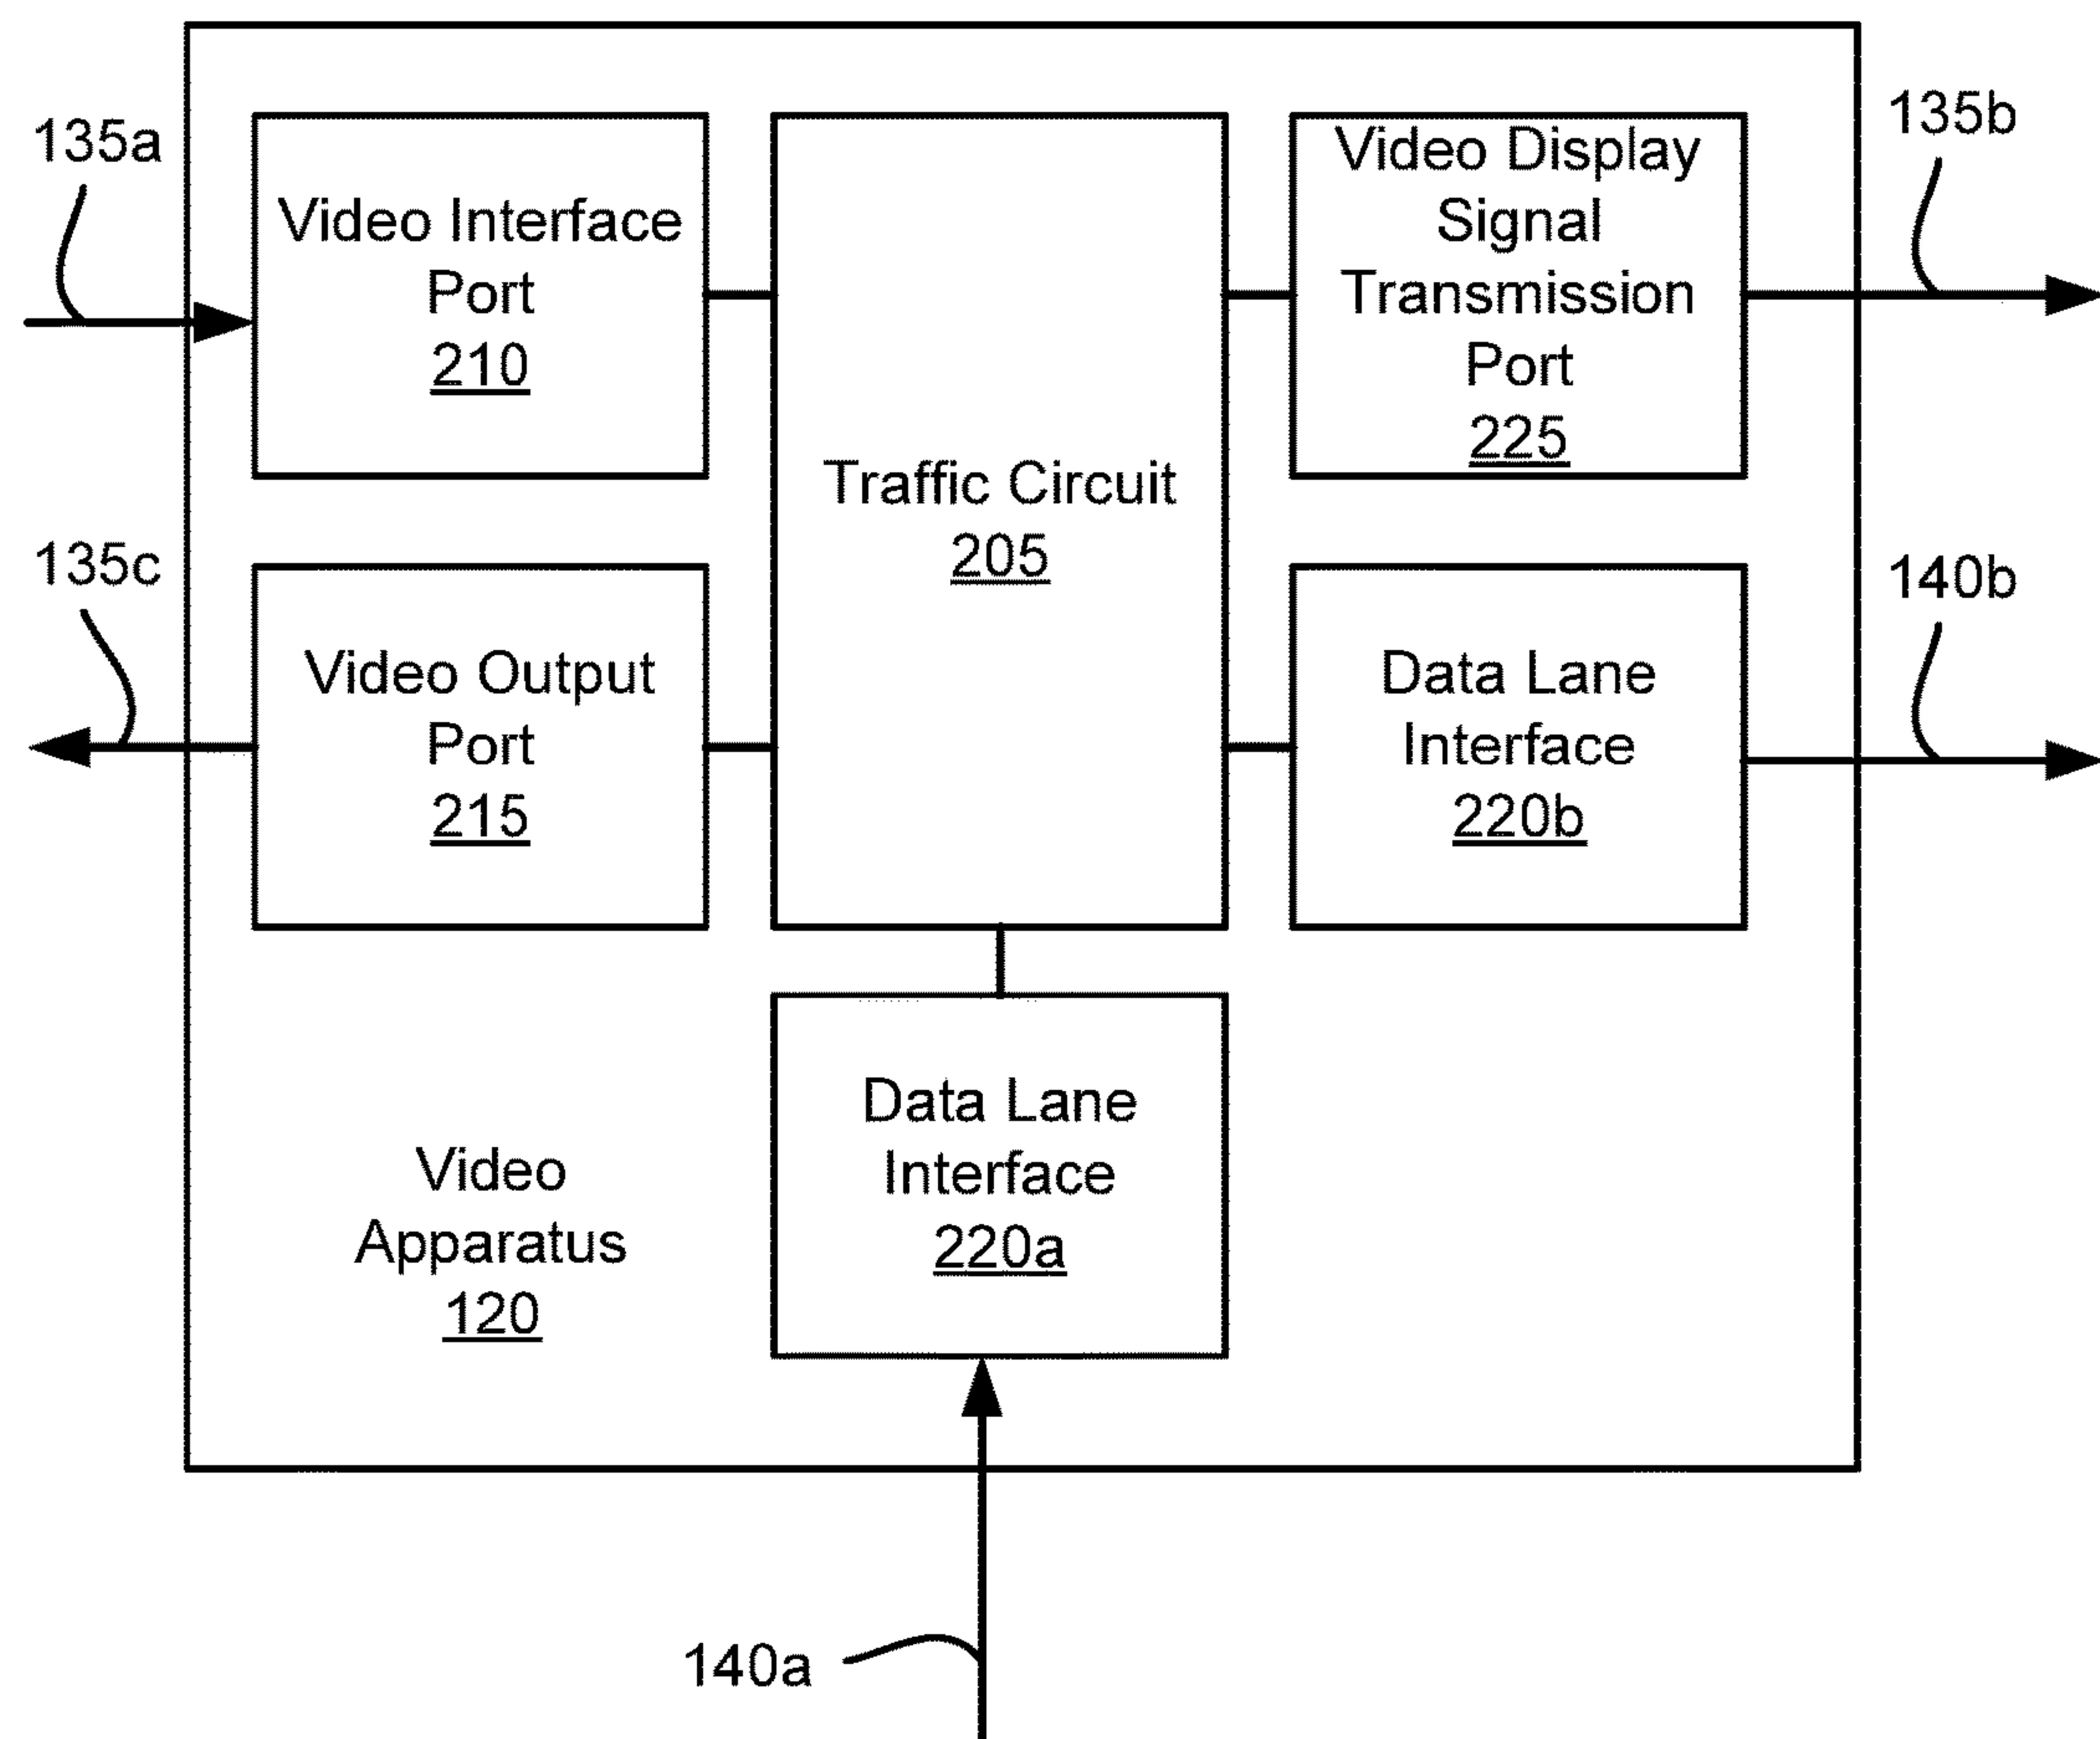 135a
Video Interface
Port
210
Video Display
Signal
Transmission
Port
225
135b
Traffic Circuit
205
135c
Video Output
Port
215
Data Lane
Interface
220b
140b
Data Lane
Interface
220a
Video
Apparatus
120
140a